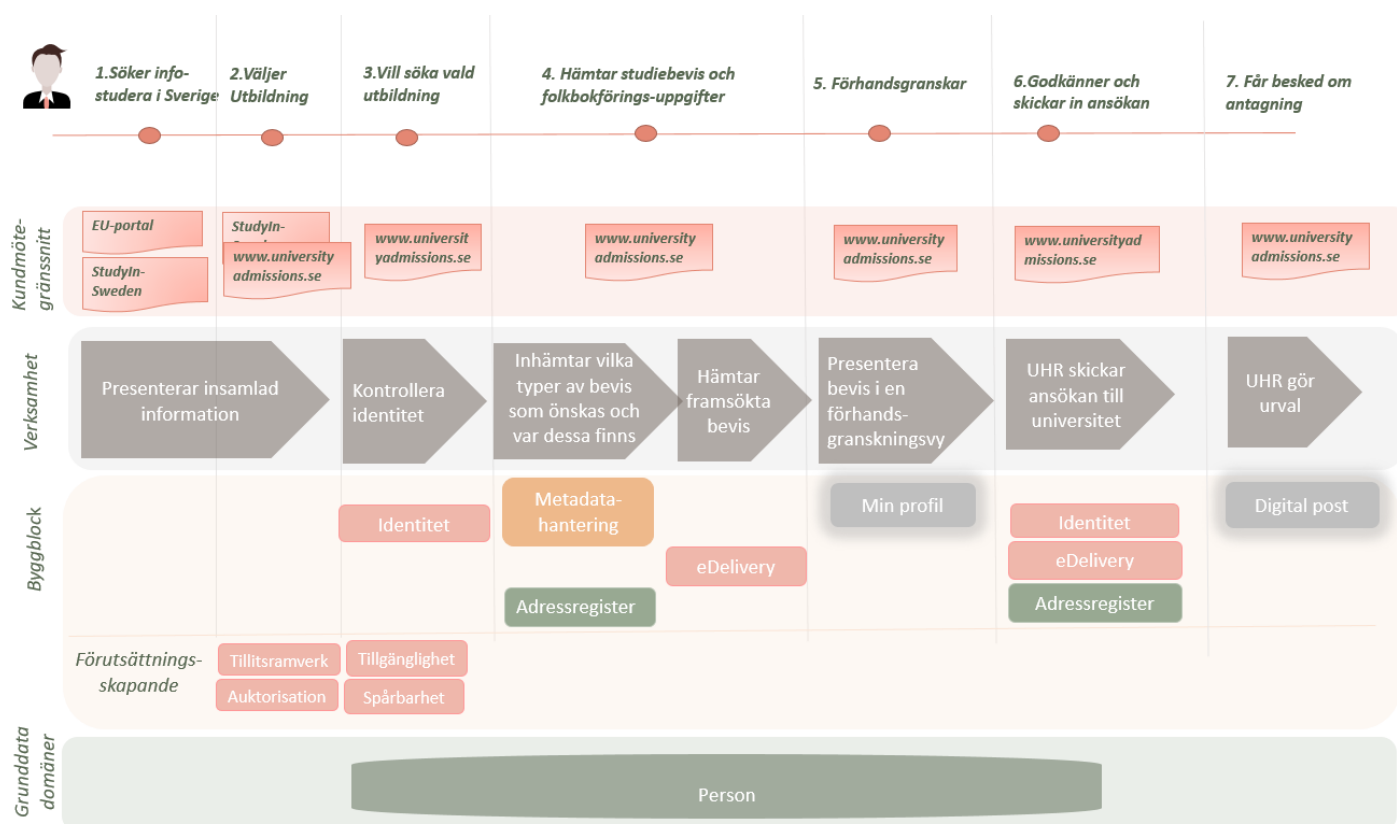 1.Söker info-
studera i Sverige
2.Väljer
Utbildning
3.Vill söka vald
utbildning
4. Hämtar studiebevis och
folkbokförings-uppgifter
5. Förhandsgranskar
6.Godkänner och
skickar in ansökan
7. Får besked om
antagning
Kundmöte-
gränssnitt
EU-portal
StudyIn-
Sweden
StudyIn-
www.university
admissions.se
www.universit
yadmissions.se
www.university
admissions.se
www.university
admissions.se
www.universityad
missions.se
www.university
admissions.se
Verksamhet
Presenterar insamlad
information
Kontrollera
identitet
Inhämtar vilka
typer av bevis
som önskas och
var dessa finns
Hämtar
framsökta
bevis
Presentera
bevis i en
förhands-
granskningsvy
UHR skickar
ansökan till
universitet
UHR gör
urval
Byggblock
Identitet
Metadata-
hantering
Adressregister
eDelivery
Min profil
Identitet
eDelivery
Adressregister
Digital post
Förutsättnings-
skapande
Tillitsramverk
Auktorisation
Tillgänglighet
Spårbarhet
Grunddata
domäner
Person